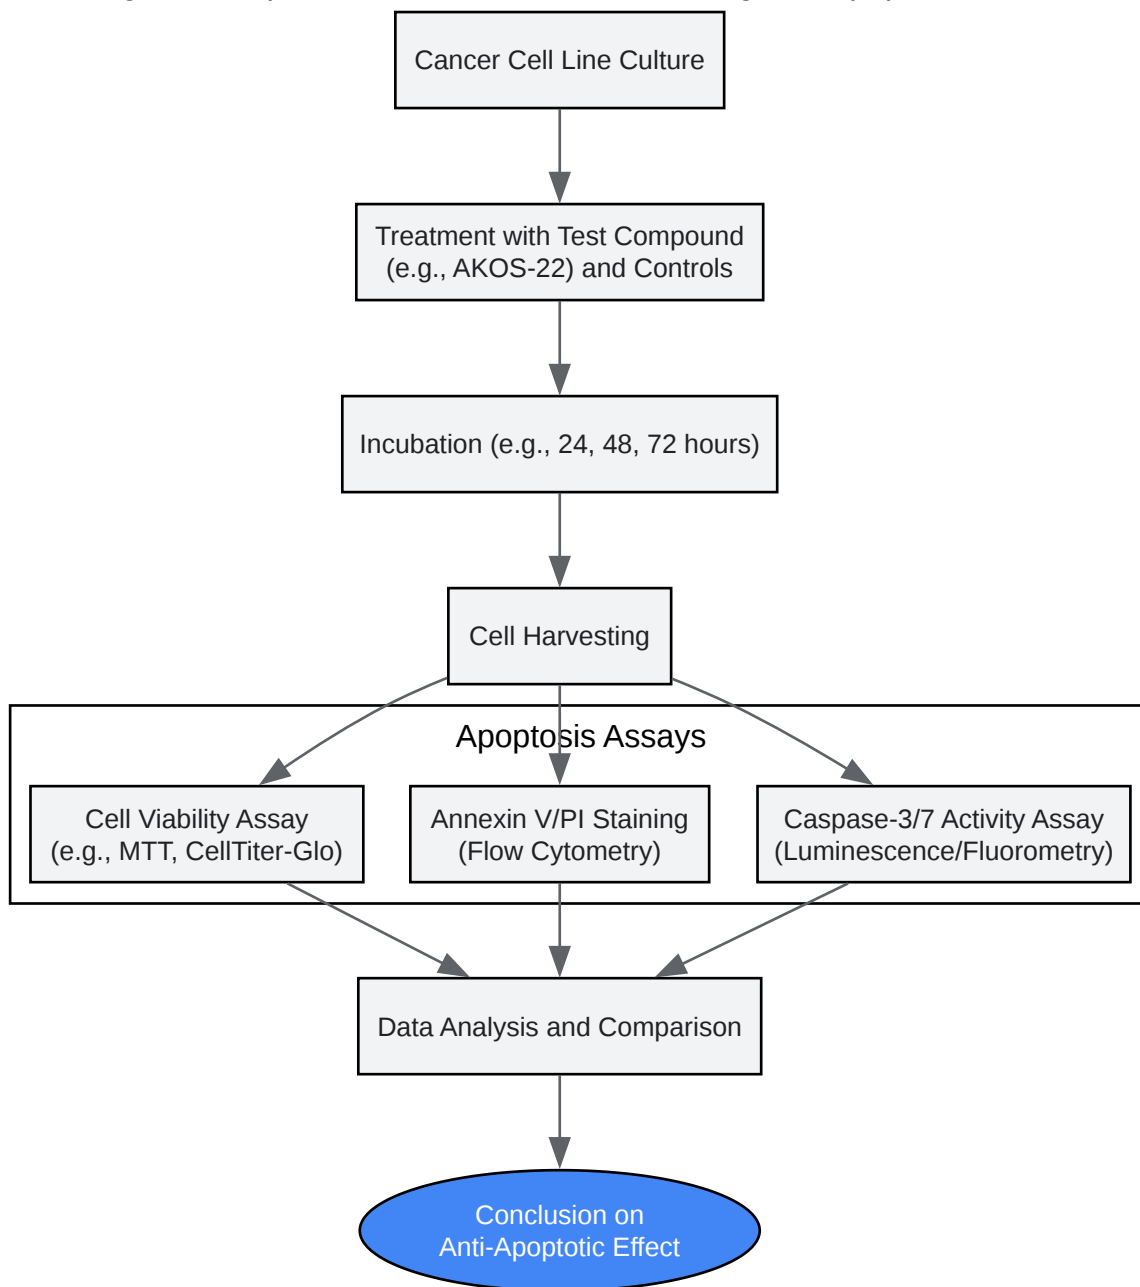 Cancer Cell Line Culture
Treatment with Test Compound
(e.g., AKOS-22) and Controls
Incubation (e.g., 24, 48, 72 hours)
Cell Harvesting
Apoptosis Assays
Cell Viability Assay
(e.g., MTT, CellTiter-Glo)
Annexin V/PI Staining
(Flow Cytometry)
Caspase-3/7 Activity Assay
(Luminescence/Fluorometry)
Data Analysis and Comparison
Conclusion on
Anti-Apoptotic Effect